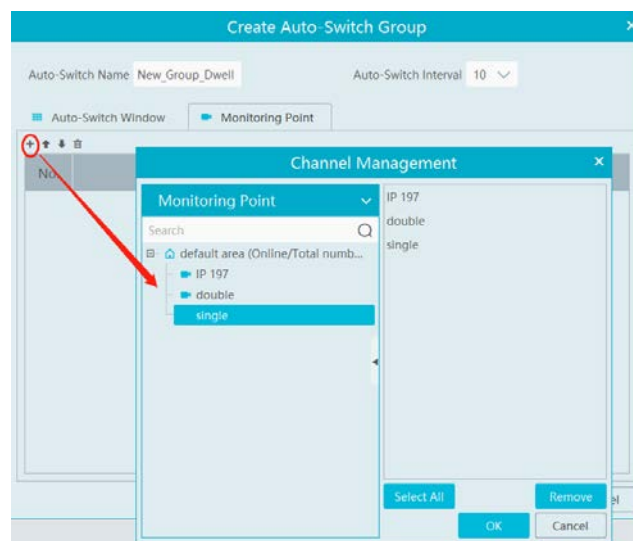 Create Auto-Switch Group
Auto-Switch Name New_Group_Dwell Auto-Switch Interval 10
Auto-Switch Window Monitoring Point
No.
Channel Management
Monitoring Point
Search
default area (Online/Total numb...
IP 197
double
single
IP 197
double
single
Select All Remove
OK Cancel